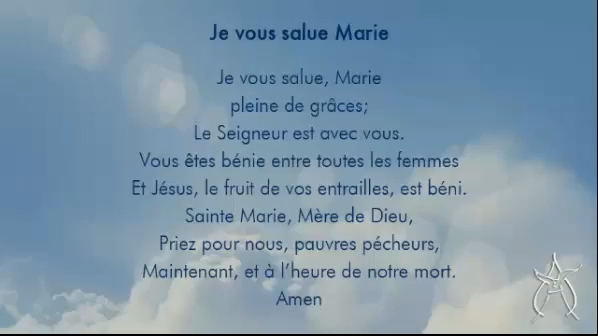 Je vous salue Marie
Je vous salue, Marie
pleine de grâces;
Le Seigneur est avec vous.
Vous êtes bénie entre toutes les femmes
Et Jésus, le fruit de vos entrailles, est béni.
Sainte Marie, Mère de Dieu,
Priez pour nous, pauvres pécheurs,
Maintenant, et à l'heure de notre mort.
Amen